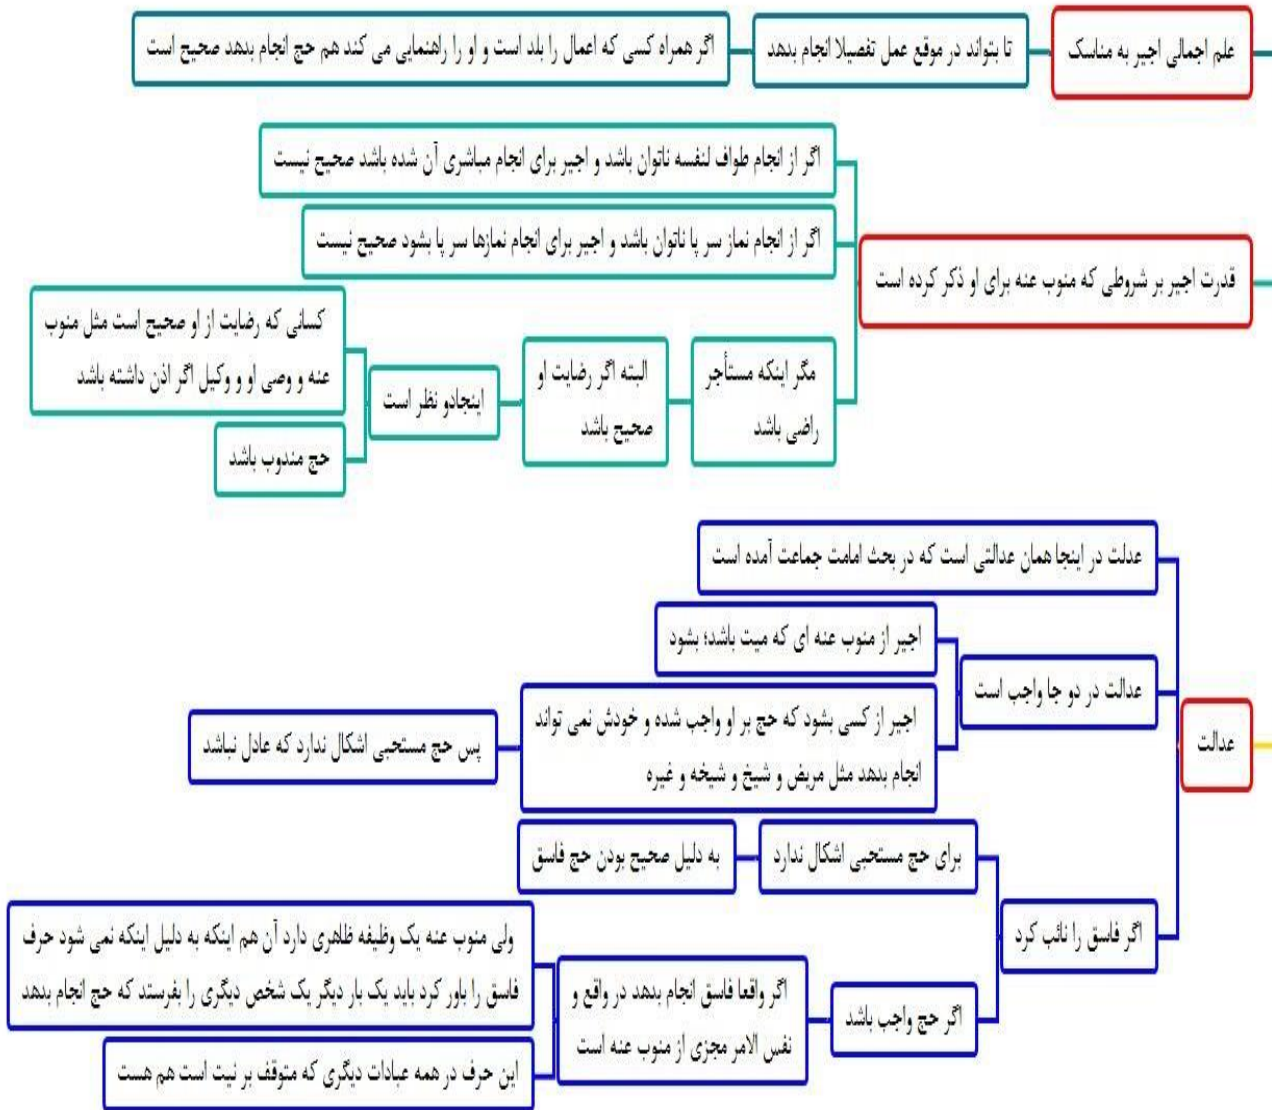 علم اجمالی اجیر به مناسک
تا بتواند در موقع عمل تفصیلا انجام بدهد
اگر همراه کسی که اعمال را بلد است و او را راهنمایی می کند هم حج انجام بدهد صحیح است
قدرت اجیر بر شروطی که منوب عنه برای او ذکر کرده است
اگر از انجام طواف لنفسه ناتوان باشد و اجیر برای انجام مباشری آن شده باشد صحیح نیست
اگر از انجام نماز سر پا ناتوان باشد و اجیر برای انجام نمازها سر پا بشود صحیح نیست
مگر اینکه مستأجر
راضی باشد
البته اگر رضایت او
صحیح باشد
اینجادو نظر است
کسانی که رضایت از او صحیح است مثل منوب
عنه و وصی او و وکیل اگر اذن داشته باشد
حج مندوب باشد
عدالت
عدلت در اینجا همان عدالتی است که در بحث امامت جماعت آمده است
عدالت در دو جا واجب است
اجیر از منوب عنه ای که میت باشد؛ بشود
اجیر از کسی بشود که حج بر او واجب شده و خودش نمی تواند
انجام بدهد مثل مریض و شیخ و شیخه و غیره
پس حج مستحبی اشکال ندارد که عادل نباشد
اگر فاسق را نائب کرد
برای حج مستحبی اشکال ندارد
به دلیل صحیح بودن حج فاسق
اگر حج واجب باشد
اگر واقعا فاسق انجام بدهد در واقع و
نفس الامر مجزی از منوب عنه است
ولی منوب عنه یک وظیفه ظاهری دارد آن هم اینکه به دلیل اینکه نمی شود حرف
فاسق را باور کرد باید یک بار دیگر یک شخص دیگری را بفرستد که حج انجام بدهد
این حرف در همه عبادات دیگری که متوقف بر نیت است هم هست